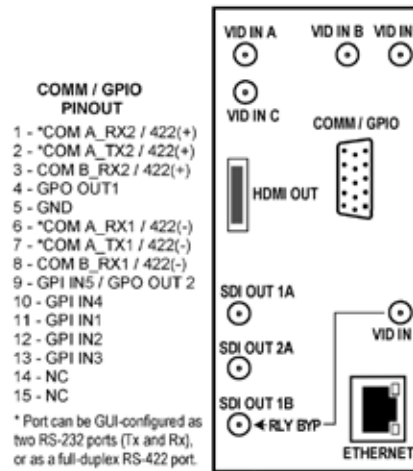 COMM / GPIO
PINOUT
1 - *COM A_RX2 / 422(+)
2 - *COM A_TX2 / 422(+)
3 - COM B_RX2 / 422(+)
4 - GPO OUT1
5 - GND
6 - *COM A_RX1 / 422(-)
7 - *COM A_TX1 / 422(-)
8 - COM B_RX1 / 422(-)
9 - GPI IN5 / GPO OUT 2
10 - GPI IN4
11 - GPI IN1
12 - GPI IN2
13 - GPI IN3
14 - NC
15 - NC
* Port can be GUI-configured as
two RS-232 ports (Tx and Rx),
or as a full-duplex RS-422 port.
VID IN A
VID IN B
VID IN
VID IN C
COMM / GPIO
HDMI OUT
SDI OUT 1A
VID IN
SDI OUT 2A
SDI OUT 1B
RLY BYP
ETHERNET